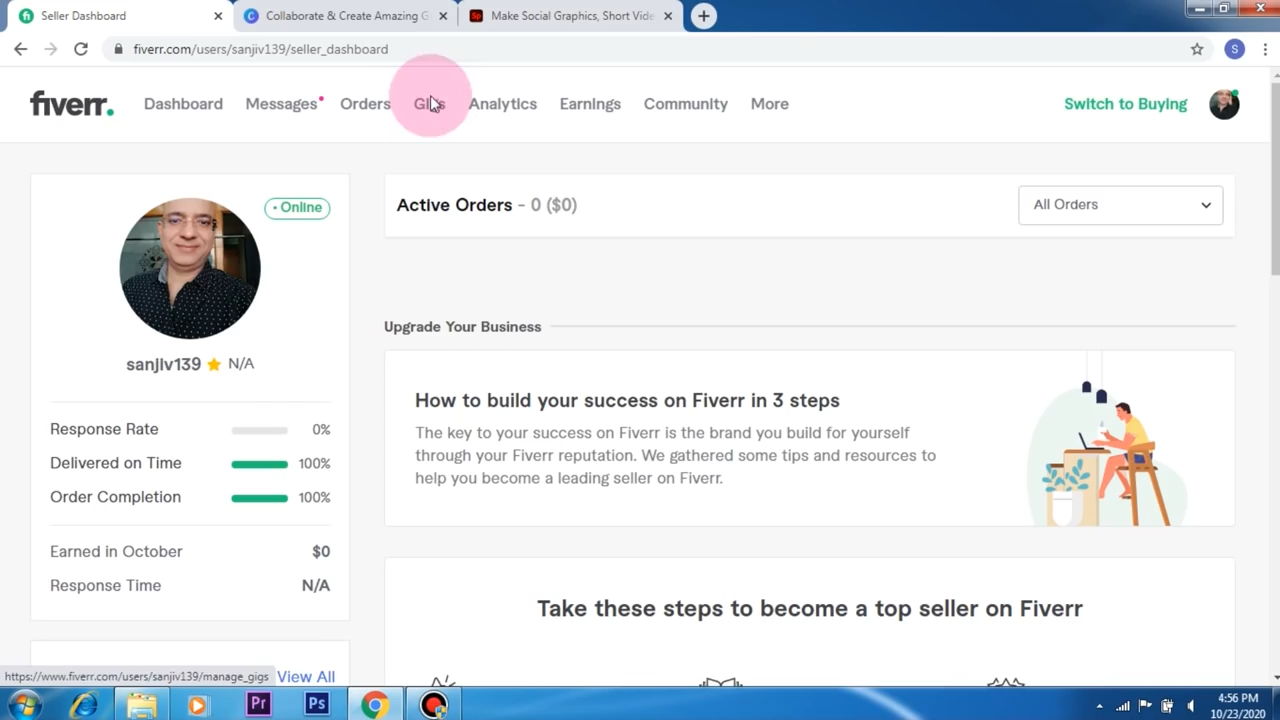 Seller Dashboard
Collaborate & Create Amazing G
Make Social Graphics, Short Vide
fiverr.com/users/sanjiv139/seller_dashboard
S
fiverr.
Dashboard
Messages
Orders
Gigs
Analytics
Earnings
Community
More
Switch to Buying
Online
sanjiv139 N/A
Response Rate 0%
Delivered on Time 100%
Order Completion 100%
Earned in October $0
Response Time N/A
View All
Active Orders - 0 ($0)
All Orders
Upgrade Your Business
How to build your success on Fiverr in 3 steps
The key to your success on Fiverr is the brand you build for yourself
through your Fiverr reputation. We gathered some tips and resources to
help you become a leading seller on Fiverr.
Take these steps to become a top seller on Fiverr
https://www.fiverr.com/users/sanjiv139/manage_gigs
Pr
Ps
4:56 PM
10/23/2020